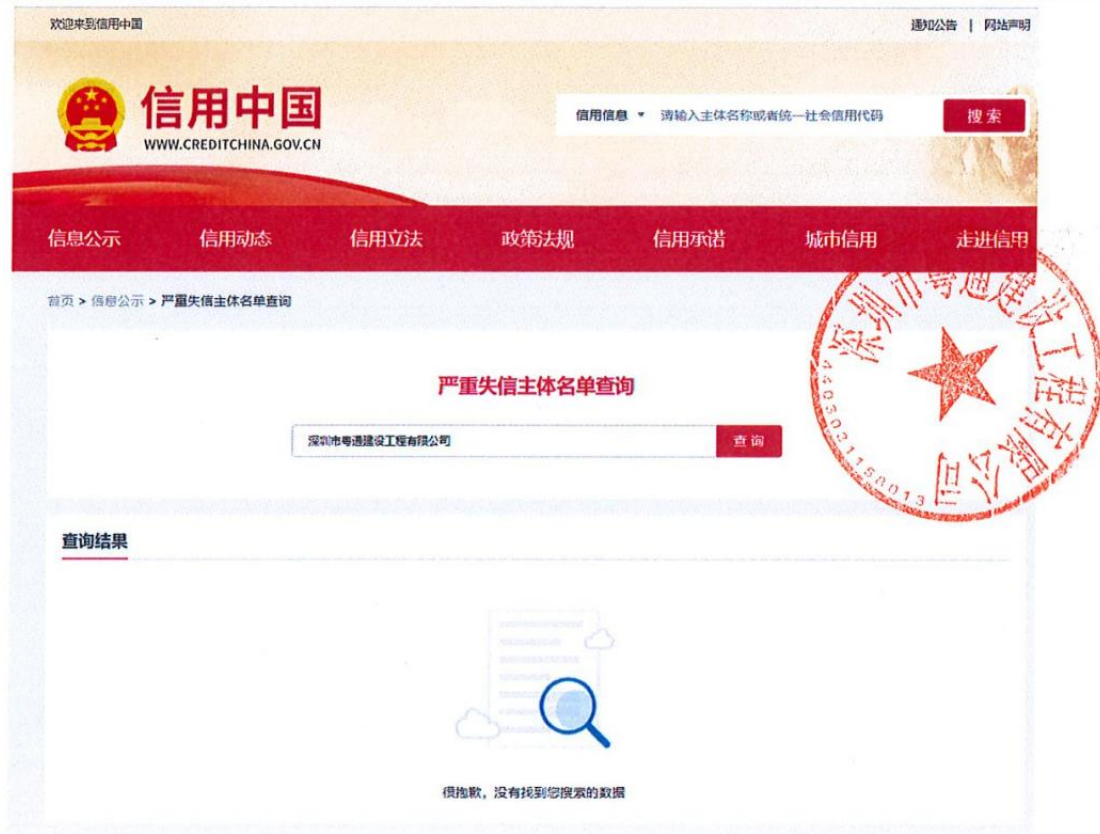 欢迎来到信用中国
通知公告 | 网站声明
信用中国
WWW.CREDITCHINA.GOV.CN
信用信息 请输入主体名称或者统一社会信用代码 搜索
信息公示 信用动态 信用立法 政策法规 信用承诺 城市信用 走进信用
首页 > 信息公示 > 严重失信主体名单查询
严重失信主体名单查询
深圳市粤通建设工程有限公司 查询
深圳市粤通建设工程有限公司
查询结果
很抱歉，没有找到您搜索的数据